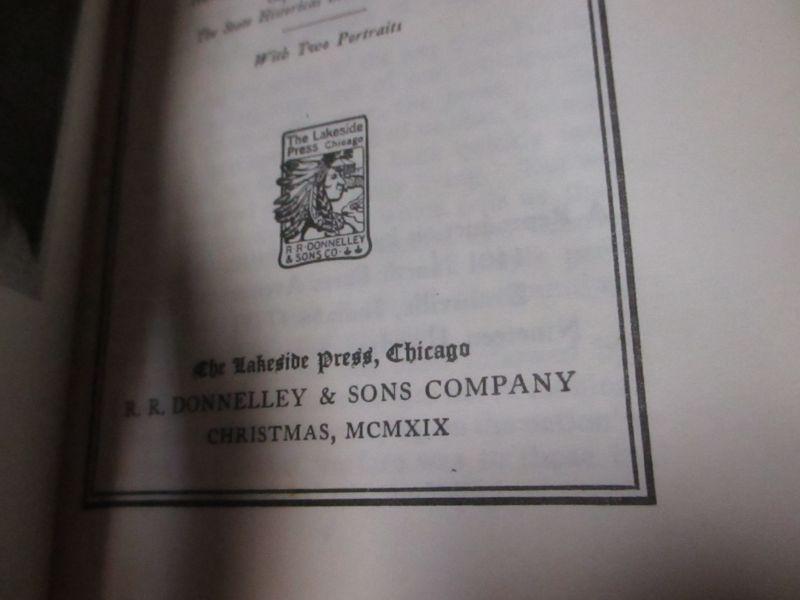 The State Historical
With Two Portraits
The Lakeside
Press Chicago
R·R·DONNELLEY
& SONS CO·
The Lakeside Press, Chicago
R. R. DONNELLEY & SONS COMPANY
CHRISTMAS, MCMXIX